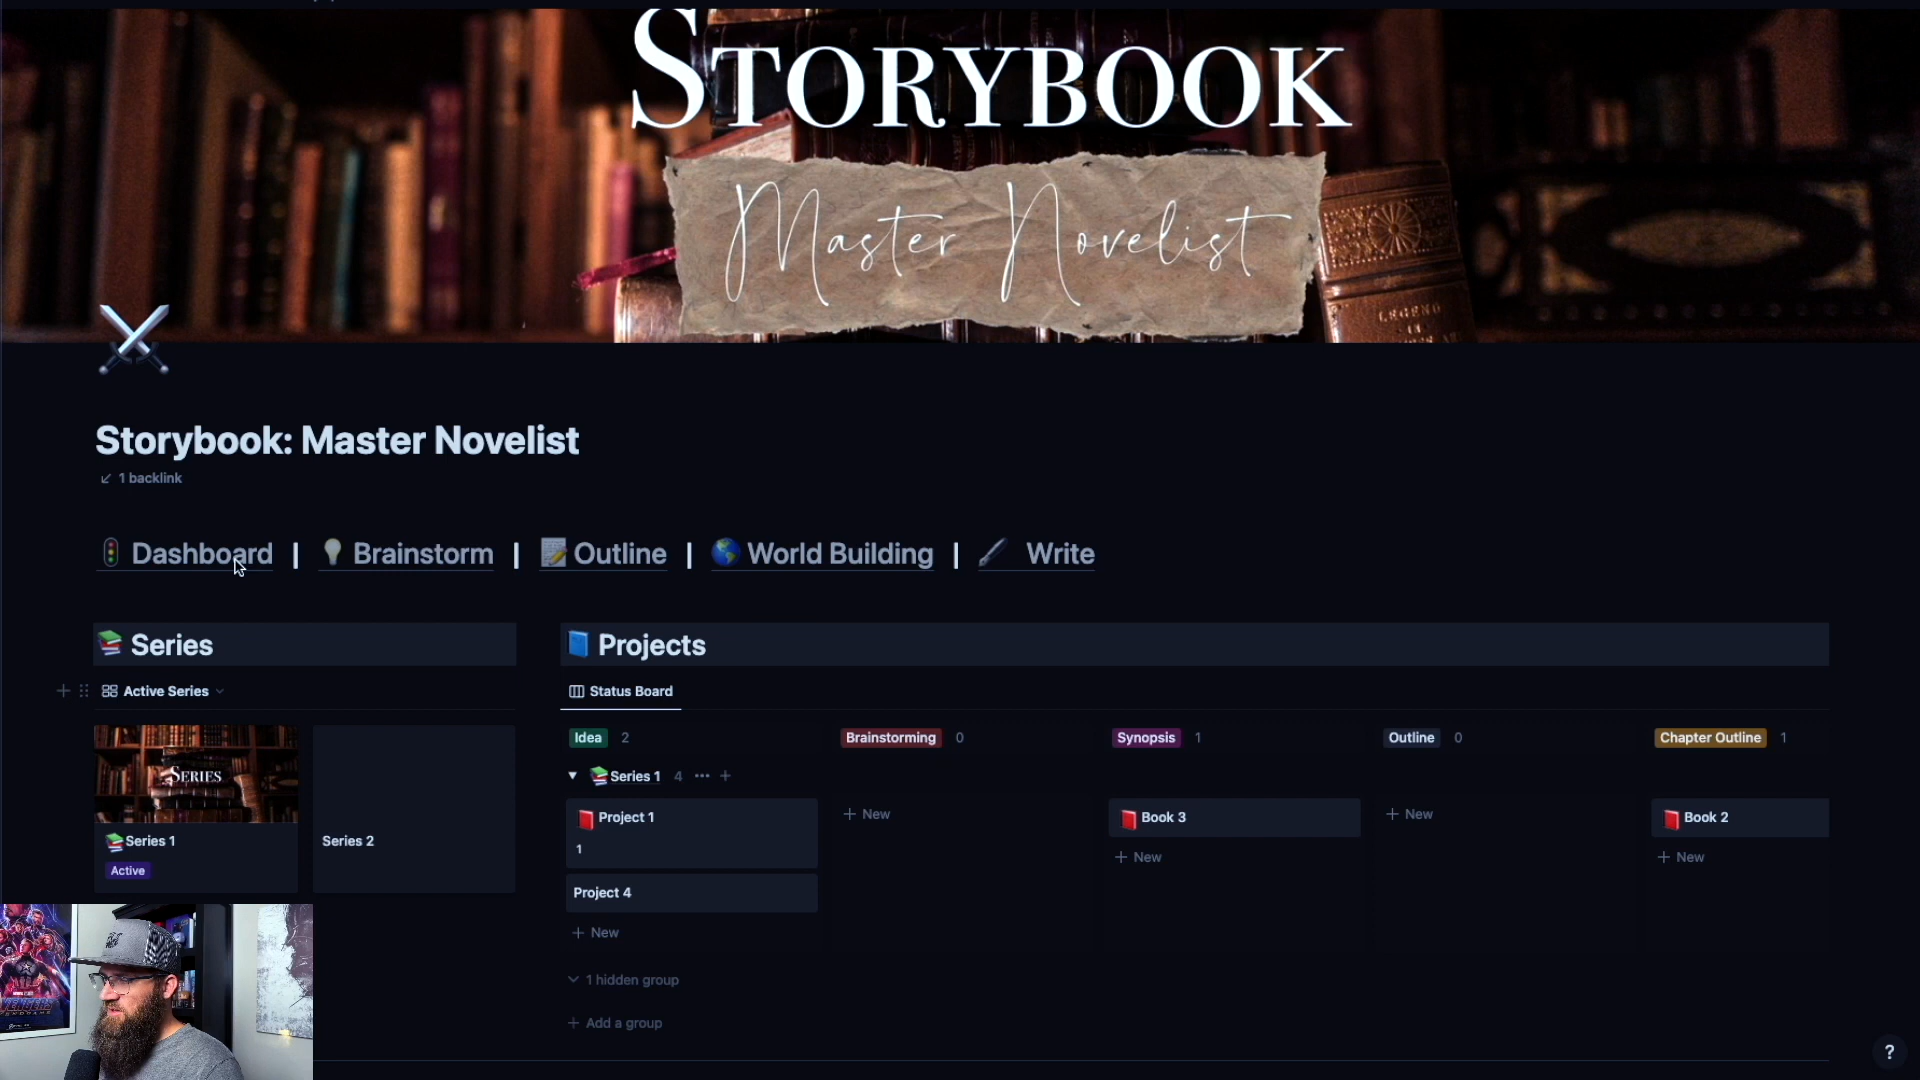 STORYBOOK
Master Novelist
LEGEND
Storybook: Master Novelist
1 backlink
Dashboard | Brainstorm | Outline | World Building | Write
Series
Projects
Active Series
Status Board
Idea 2
Brainstorming 0
Synopsis 1
Outline 0
Chapter Outline 1
Series 1 4
SERIES
Series 1
Active
Series 2
Project 1
1
Project 4
+ New
+ New
Book 3
+ New
+ New
Book 2
+ New
1 hidden group
+ Add a group
AVENGERS
ENDGAME
?